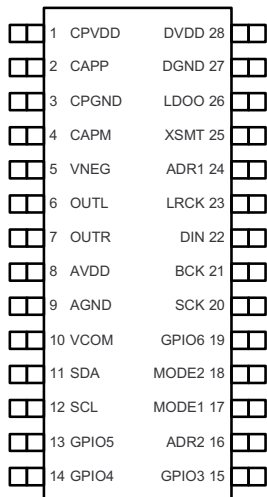 1 CPVDD DVDD 28
2 CAPP DGND 27
3 CPGND LDOO 26
4 CAPM XSMT 25
5 VNEG ADR1 24
6 OUTL LRCK 23
7 OUTR DIN 22
8 AVDD BCK 21
9 AGND SCK 20
10 VCOM GPIO6 19
11 SDA MODE2 18
12 SCL MODE1 17
13 GPIO5 ADR2 16
14 GPIO4 GPIO3 15